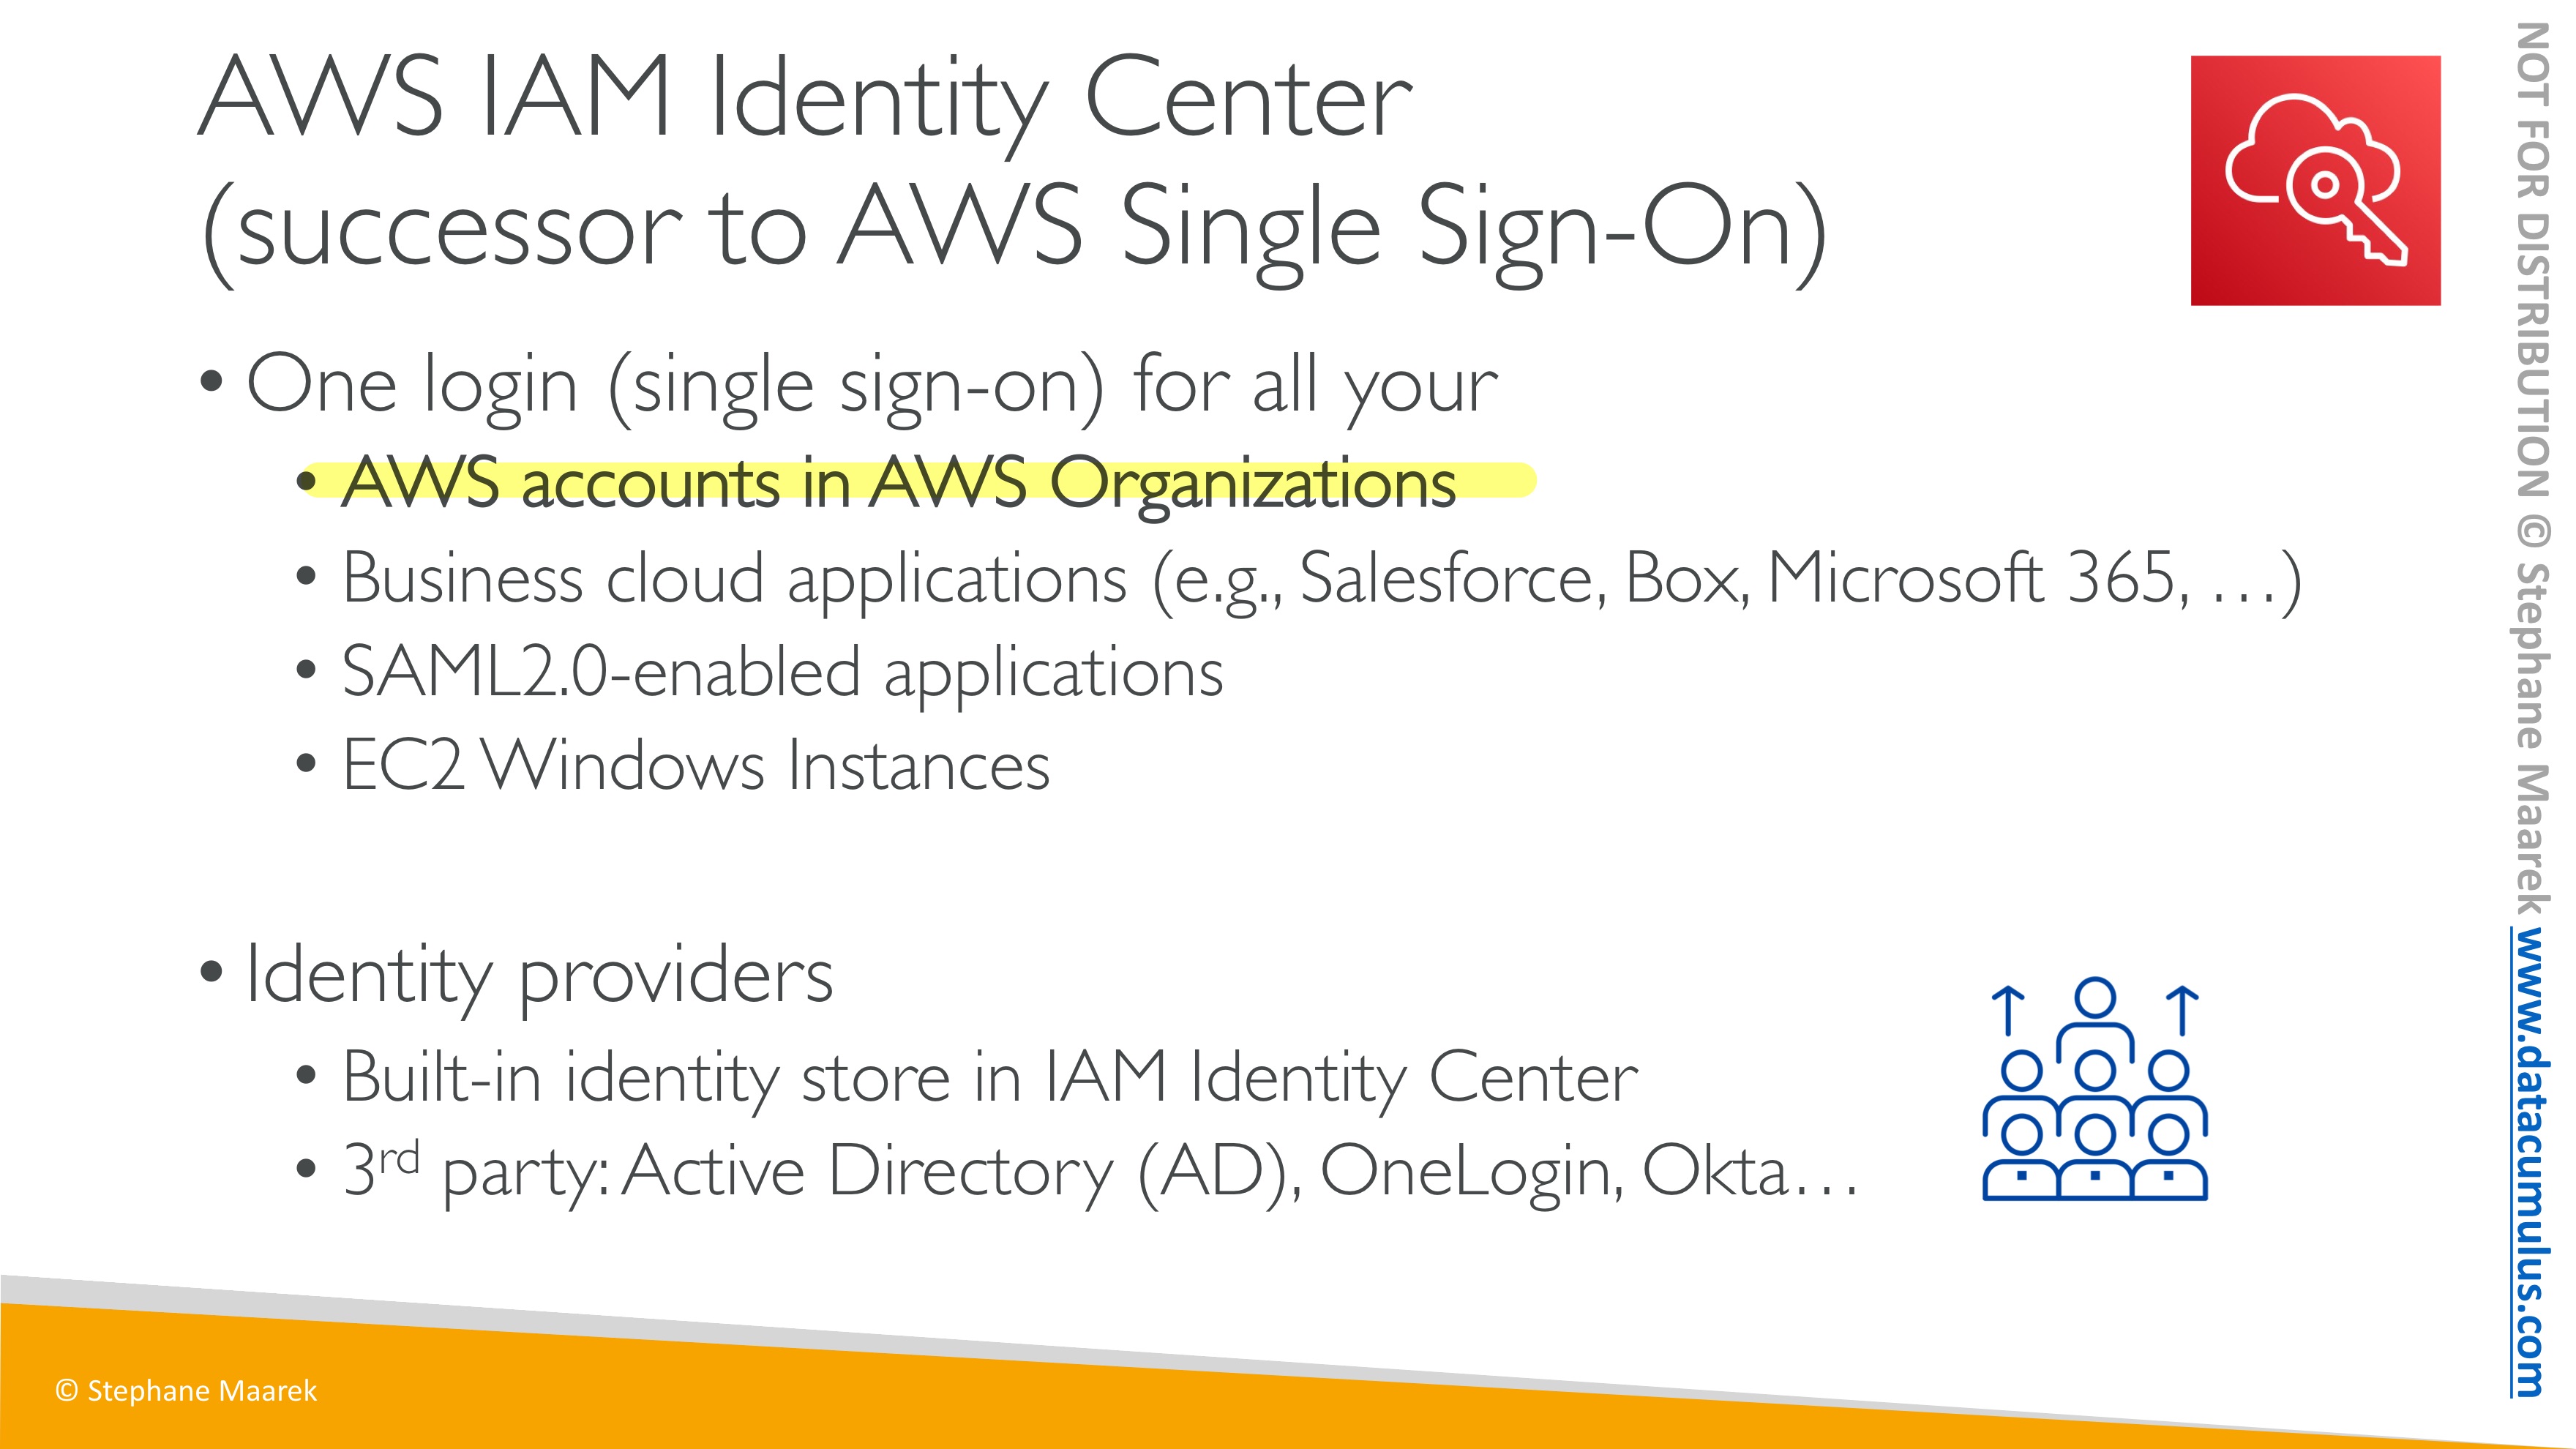 AWS IAM Identity Center
(successor to AWS Single Sign-On)
• One login (single sign-on) for all your
• AWS accounts in AWS Organizations
• Business cloud applications (e.g., Salesforce, Box, Microsoft 365, …)
• SAML2.0-enabled applications
• EC2 Windows Instances
• Identity providers
• Built-in identity store in IAM Identity Center
• 3rd party: Active Directory (AD), OneLogin, Okta…
© Stephane Maarek
NOT FOR DISTRIBUTION © Stephane Maarek www.datacumulus.com